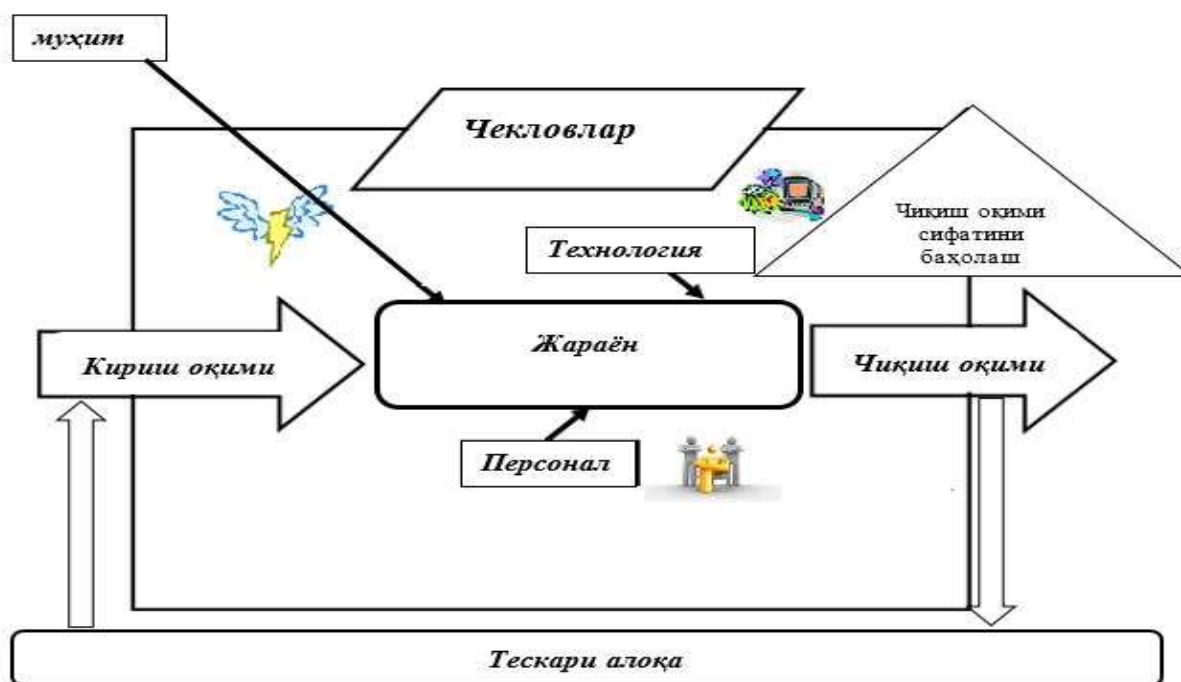 муҳит
Чекловлар
Чиқиш оқими
сифатини
баҳолаш
Технология
Жараён
Кириш оқими
Чиқиш оқими
Персонал
Тескари алоқа